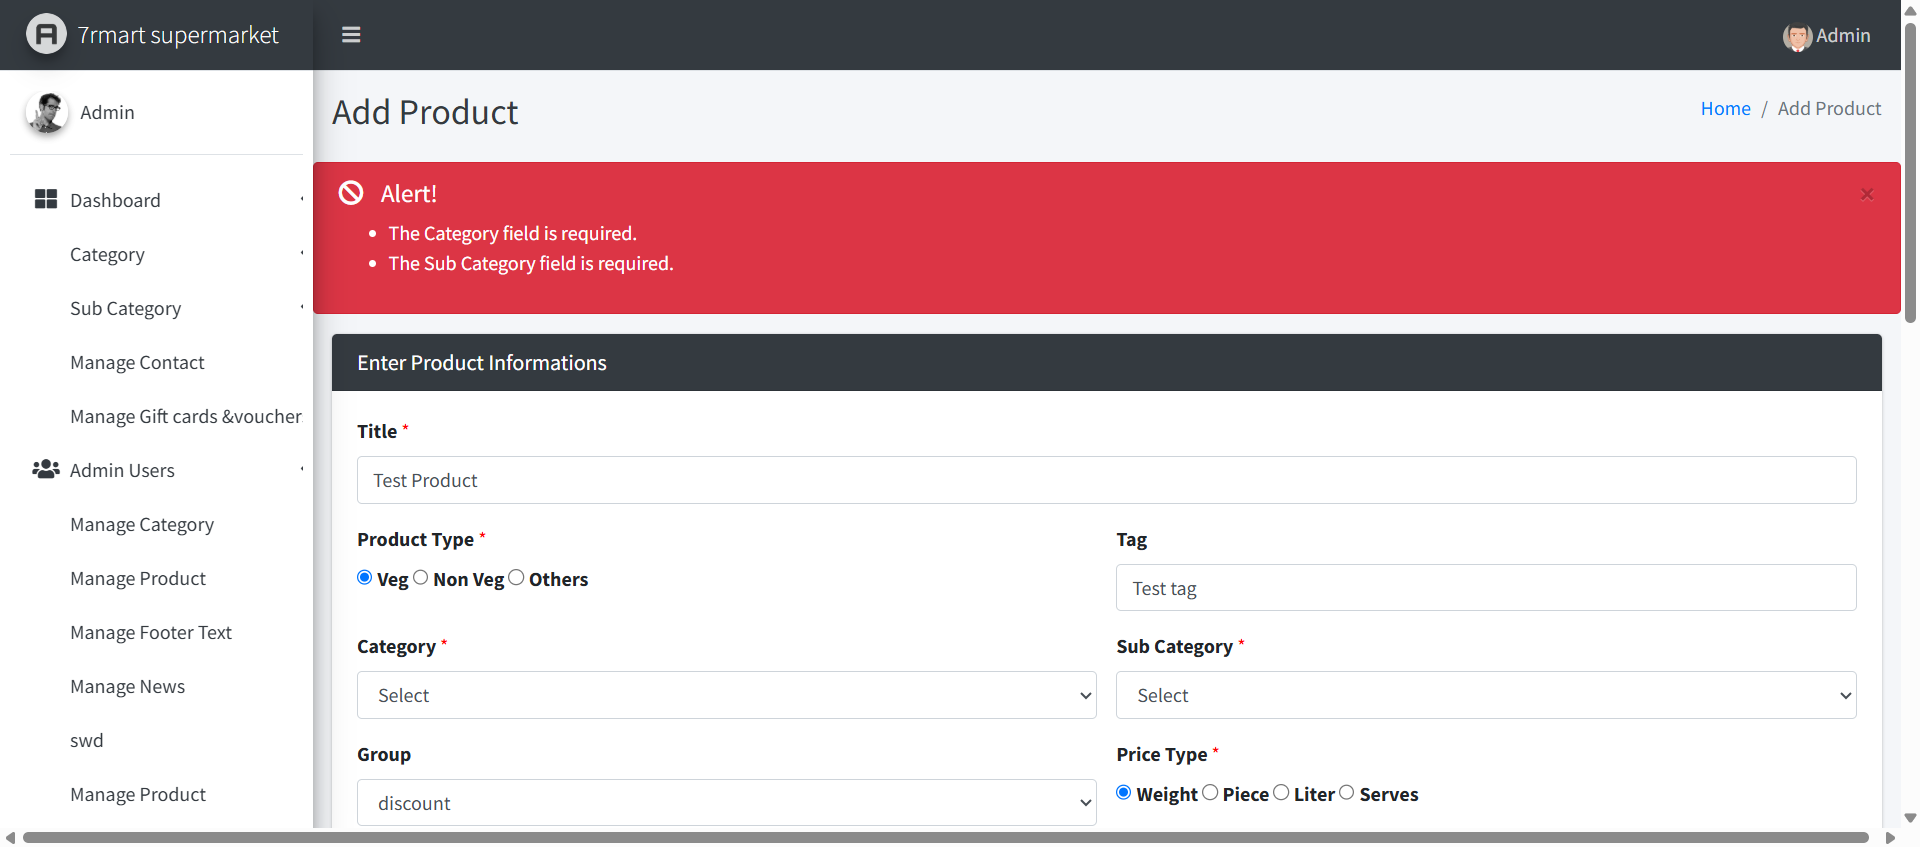 7rmart supermarket
Admin
Admin
Add Product
Home / Add Product
Dashboard
Category
Sub Category
Manage Contact
Manage Gift cards &voucher
Admin Users
Manage Category
Manage Product
Manage Footer Text
Manage News
swd
Manage Product
Alert!
×
The Category field is required.
The Sub Category field is required.
Enter Product Informations
Title *
Test Product
Product Type *
Veg Non Veg Others
Tag
Test tag
Category *
Select
Sub Category *
Select
Group
discount
Price Type *
Weight Piece Liter Serves